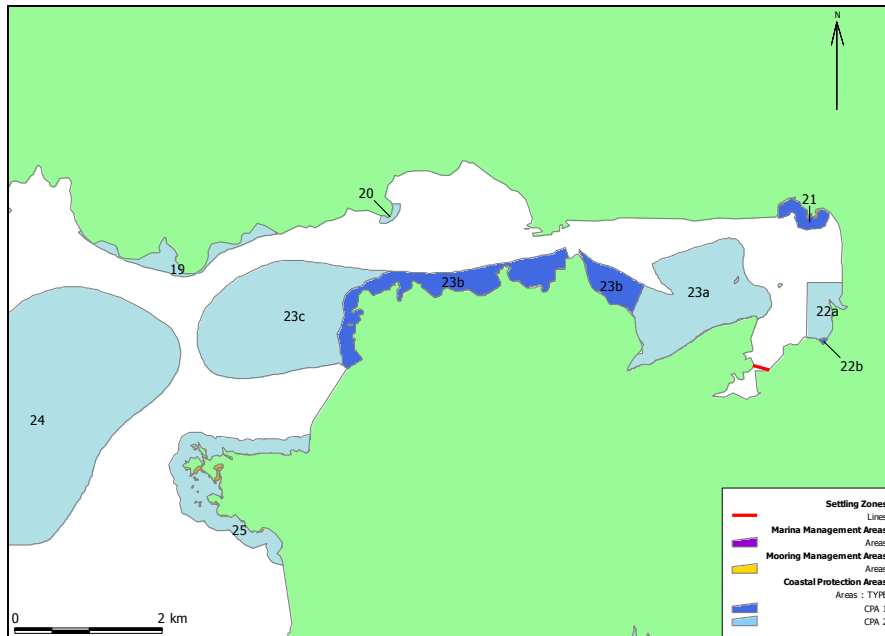 N
20
21
19
23b
23b
23a
23c
22a
22b
24
25
Settling Zones
Lines
Marina Management Areas
Areas
Mooring Management Areas
Areas
Coastal Protection Areas
Areas : TYPE
CPA 1
CPA 2
0 2 km